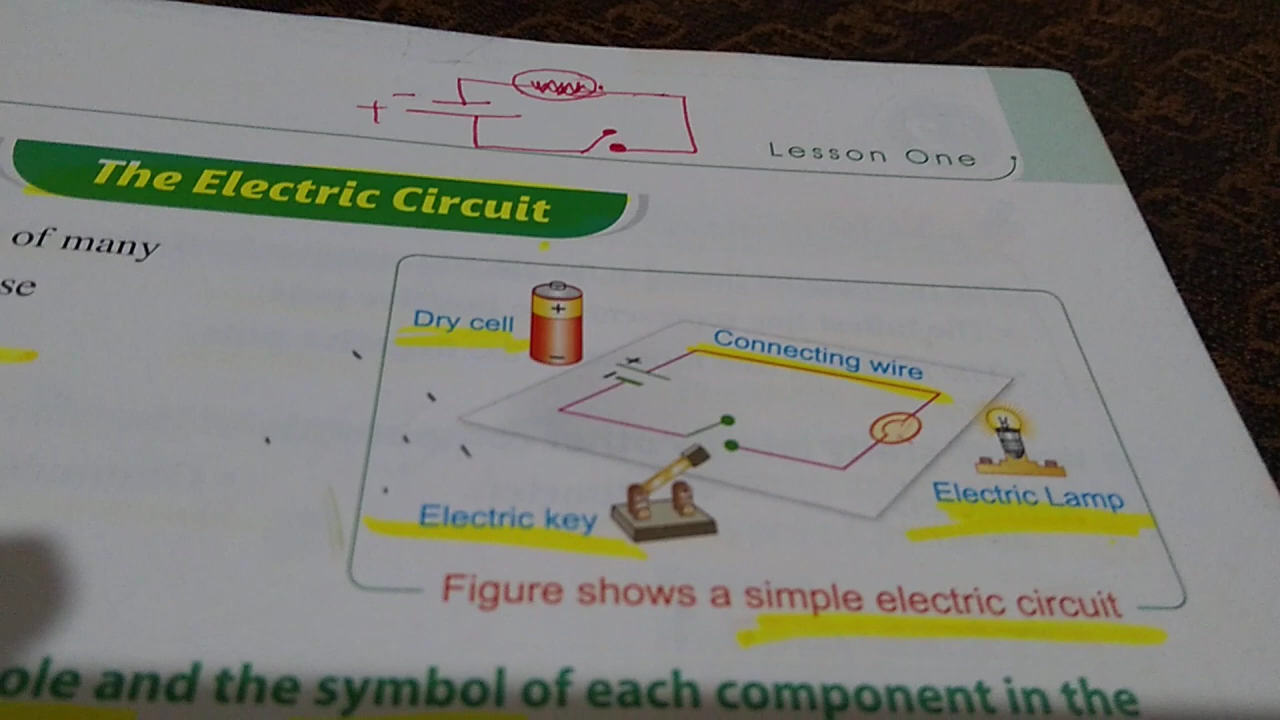 + -
Lesson One
The Electric Circuit
of many
se
Dry cell
+
-
Connecting wire
+
-
Electric Lamp
Electric key
Figure shows a simple electric circuit
ole and the symbol of each component in the